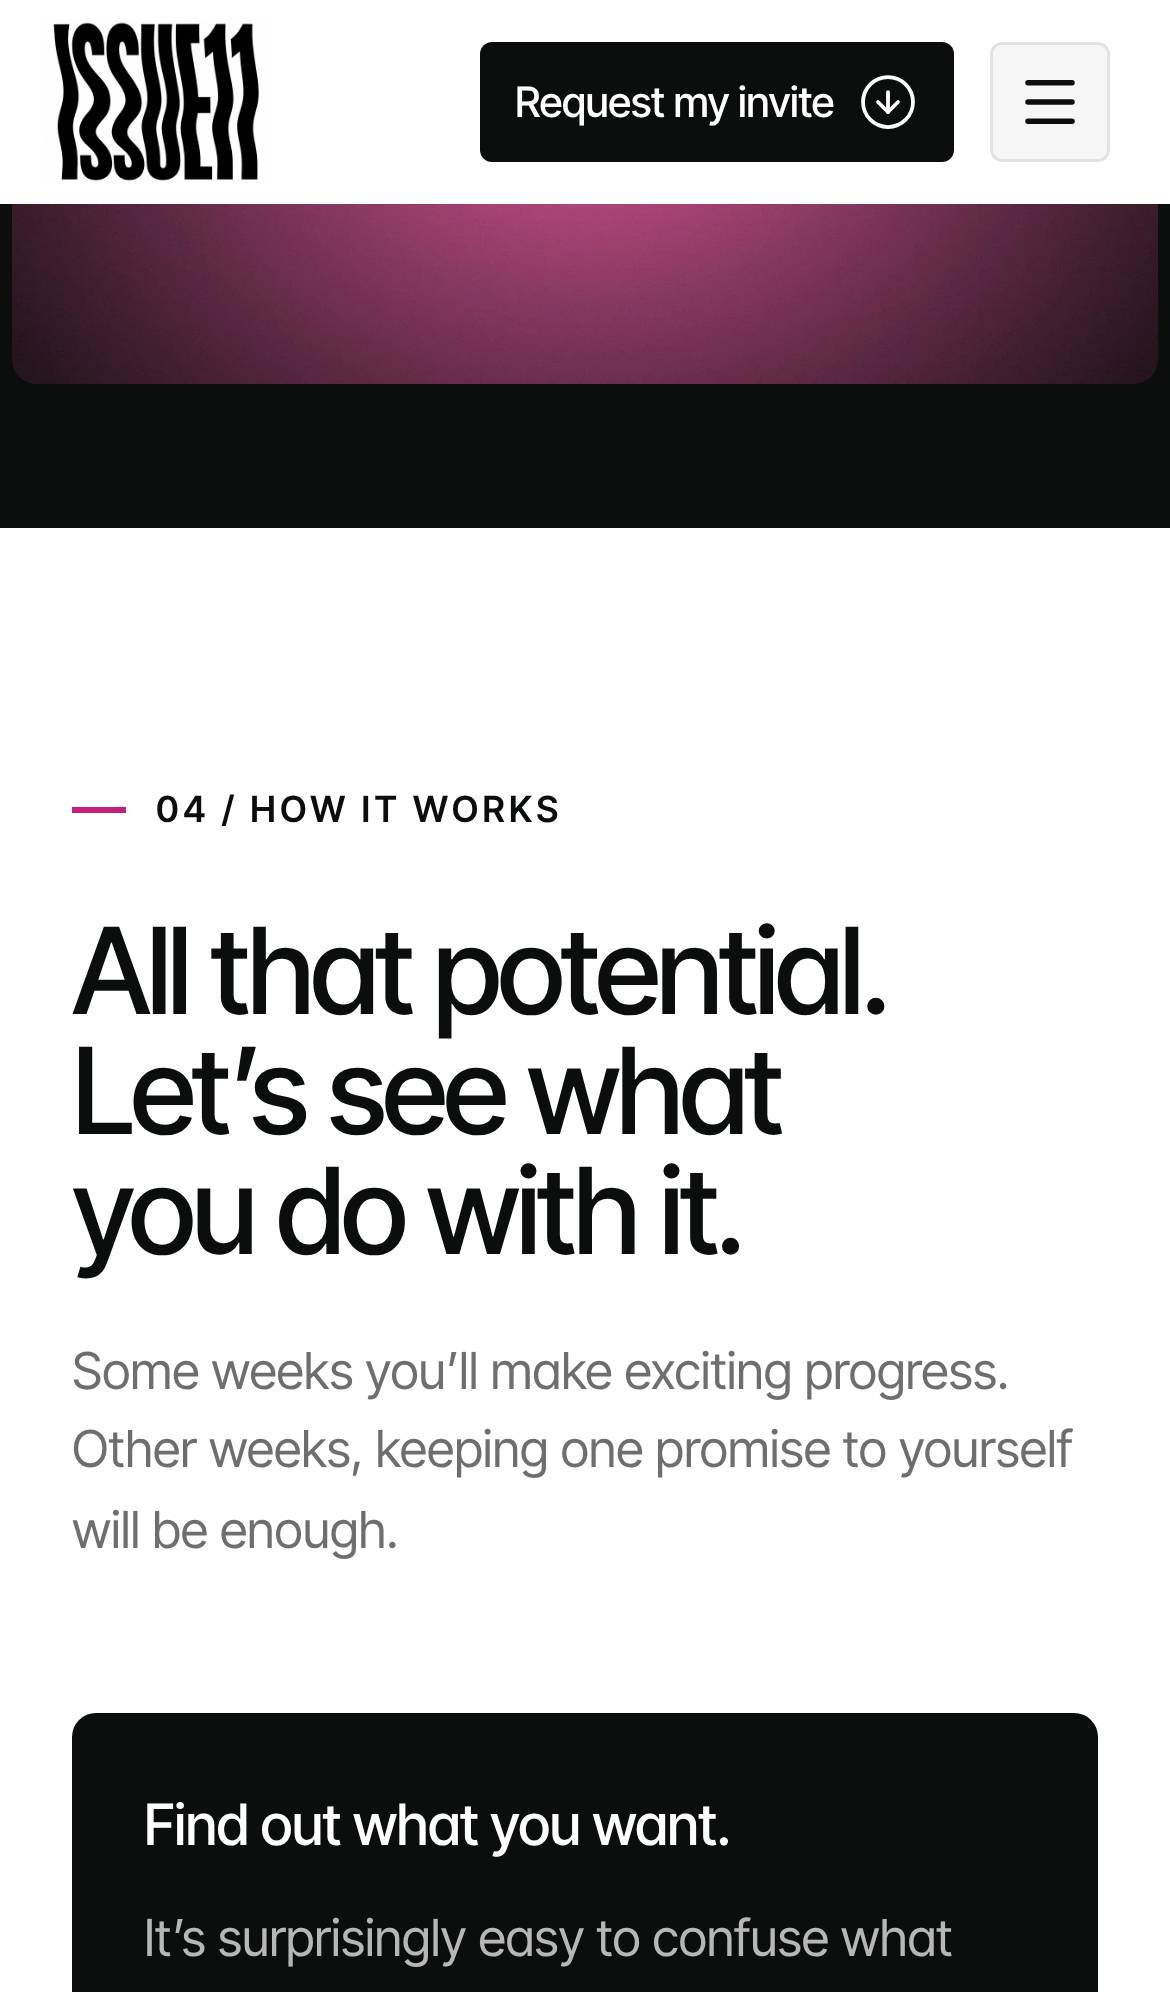 ISSUE11
Request my invite
04 / HOW IT WORKS
All that potential.
Let’s see what
you do with it.
Some weeks you’ll make exciting progress.
Other weeks, keeping one promise to yourself
will be enough.
Find out what you want.
It’s surprisingly easy to confuse what